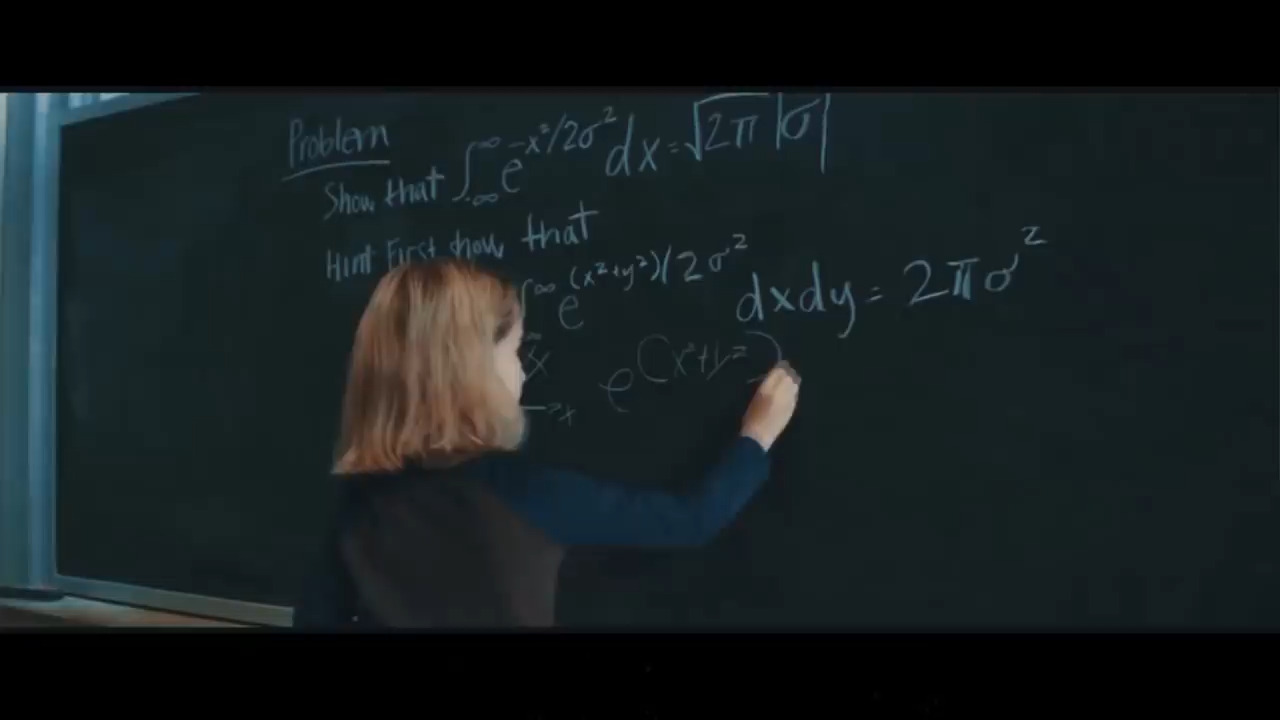 Problem
Show that ∫_{-∞}^{∞} e^{-x²/2σ²} dx = √2π |σ|
Hint First show that
∫^{∞} e^{(x²+y²)/2σ²} dxdy = 2πσ²
e^{(x²+y²)}